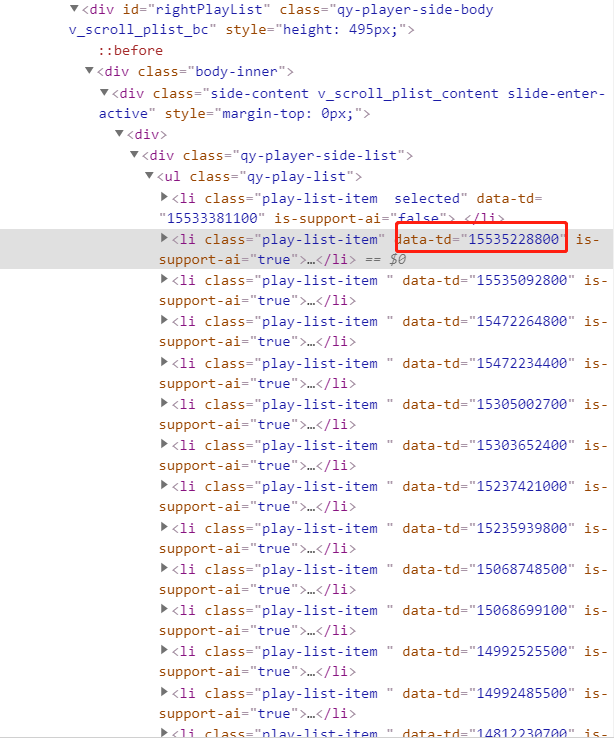 ▼<div id="rightPlayList" class="qy-player-side-body
v_scroll_plist_bc" style="height: 495px;">
::before
▼<div class="body-inner">
▼<div class="side-content v_scroll_plist_content slide-enter-
active" style="margin-top: 0px;">
▼<div>
▼<div class="qy-player-side-list">
▼<ul class="qy-play-list">
▶<li class="play-list-item  selected" data-td=
"15533381100" is-support-ai="false">…</li>
▶<li class="play-list-item" data-td="15535228800" is-
support-ai="true">…</li> == $0
▶<li class="play-list-item " data-td="15535092800" is-
support-ai="true">…</li>
▶<li class="play-list-item " data-td="15472264800" is-
support-ai="true">…</li>
▶<li class="play-list-item " data-td="15472234400" is-
support-ai="true">…</li>
▶<li class="play-list-item " data-td="15305002700" is-
support-ai="true">…</li>
▶<li class="play-list-item " data-td="15303652400" is-
support-ai="true">…</li>
▶<li class="play-list-item " data-td="15237421000" is-
support-ai="true">…</li>
▶<li class="play-list-item " data-td="15235939800" is-
support-ai="true">…</li>
▶<li class="play-list-item " data-td="15068748500" is-
support-ai="true">…</li>
▶<li class="play-list-item " data-td="15068699100" is-
support-ai="true">…</li>
▶<li class="play-list-item " data-td="14992525500" is-
support-ai="true">…</li>
▶<li class="play-list-item " data-td="14992485500" is-
support-ai="true">…</li>
▶<li class="play-list-item " data-td="14812230700" is-